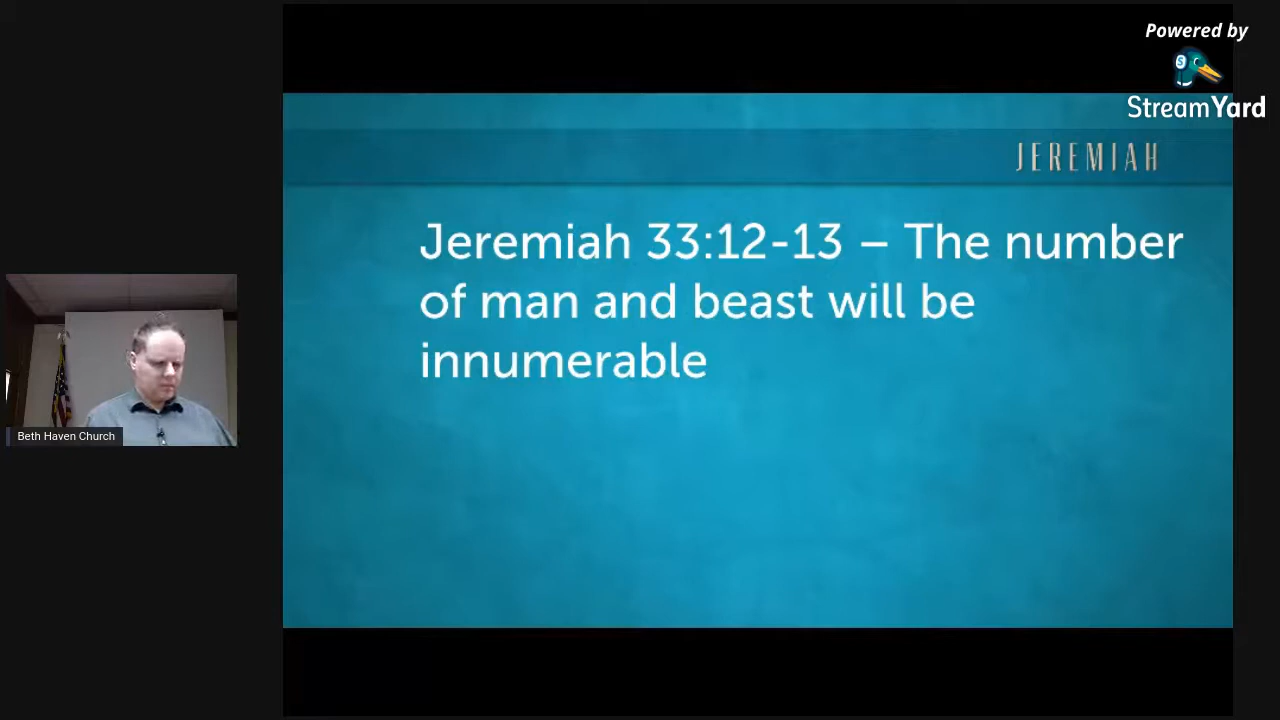 Powered by
StreamYard
JEREMIAH
Jeremiah 33:12-13 – The number
of man and beast will be
innumerable
Beth Haven Church